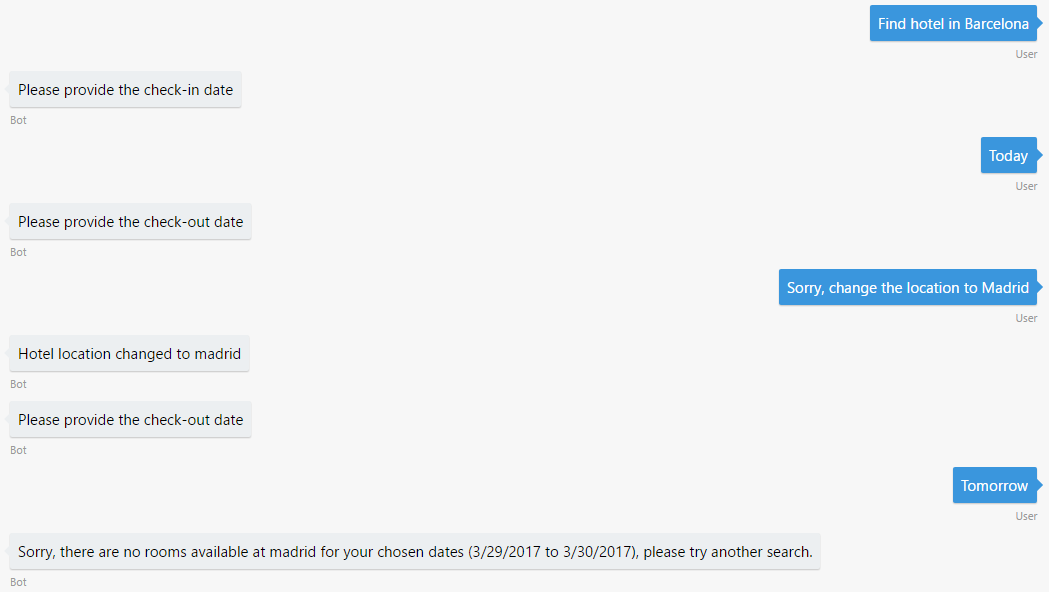 Find hotel in Barcelona
User
Please provide the check-in date
Bot
Today
User
Please provide the check-out date
Bot
Sorry, change the location to Madrid
User
Hotel location changed to madrid
Bot
Please provide the check-out date
Bot
Tomorrow
User
Sorry, there are no rooms available at madrid for your chosen dates (3/29/2017 to 3/30/2017), please try another search.
Bot